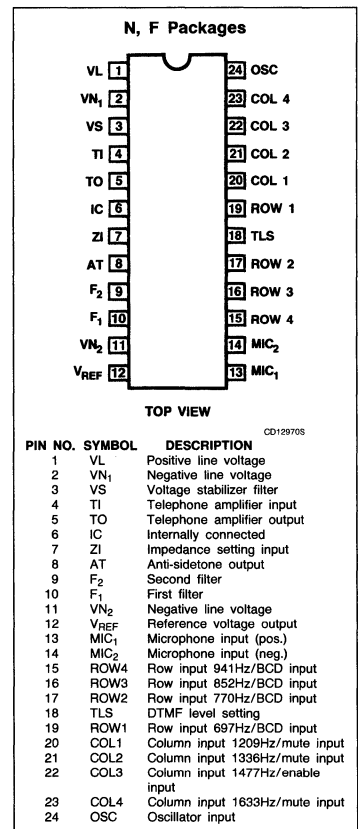 N, F Packages
VL 1 24 OSC
VN₁ 2 23 COL 4
VS 3 22 COL 3
TI 4 21 COL 2
TO 5 20 COL 1
IC 6 19 ROW 1
ZI 7 18 TLS
AT 8 17 ROW 2
F₂ 9 16 ROW 3
F₁ 10 15 ROW 4
VN₂ 11 14 MIC₂
VREF 12 13 MIC₁
TOP VIEW
CD12970S
PIN NO. SYMBOL DESCRIPTION
1 VL Positive line voltage
2 VN₁ Negative line voltage
3 VS Voltage stabilizer filter
4 TI Telephone amplifier input
5 TO Telephone amplifier output
6 IC Internally connected
7 ZI Impedance setting input
8 AT Anti-sidetone output
9 F₂ Second filter
10 F₁ First filter
11 VN₂ Negative line voltage
12 VREF Reference voltage output
13 MIC₁ Microphone input (pos.)
14 MIC₂ Microphone input (neg.)
15 ROW4 Row input 941Hz/BCD input
16 ROW3 Row input 852Hz/BCD input
17 ROW2 Row input 770Hz/BCD input
18 TLS DTMF level setting
19 ROW1 Row input 697Hz/BCD input
20 COL1 Column input 1209Hz/mute input
21 COL2 Column input 1336Hz/mute input
22 COL3 Column input 1477Hz/enable
input
23 COL4 Column input 1633Hz/mute input
24 OSC Oscillator input